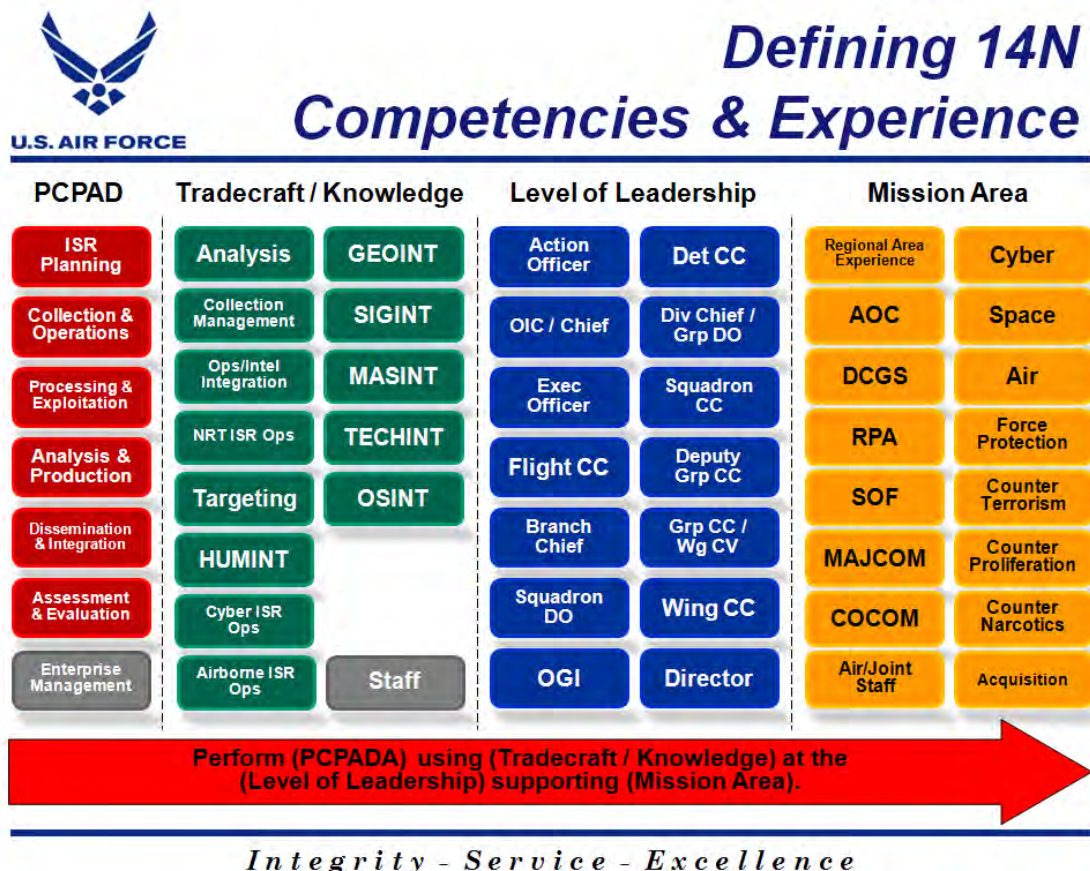 Defining 14N
Competencies & Experience
U.S. AIR FORCE
PCPAD
Tradecraft / Knowledge
Level of Leadership
Mission Area
ISR
Planning
Collection &
Operations
Processing &
Exploitation
Analysis &
Production
Dissemination
& Integration
Assessment
& Evaluation
Enterprise
Management
Analysis
Collection
Management
Ops/Intel
Integration
NRT ISR Ops
Targeting
HUMINT
Cyber ISR
Ops
Airborne ISR
Ops
GEOINT
SIGINT
MASINT
TECHINT
OSINT
Staff
Action
Officer
OIC / Chief
Exec
Officer
Flight CC
Branch
Chief
Squadron
DO
OGI
Det CC
Div Chief /
Grp DO
Squadron
CC
Deputy
Grp CC
Grp CC /
Wg CV
Wing CC
Director
Regional Area
Experience
AOC
DCGS
RPA
SOF
MAJCOM
COCOM
Air/Joint
Staff
Cyber
Space
Air
Force
Protection
Counter
Terrorism
Counter
Proliferation
Counter
Narcotics
Acquisition
Perform (PCPADA) using (Tradecraft / Knowledge) at the
(Level of Leadership) supporting (Mission Area).
Integrity - Service - Excellence